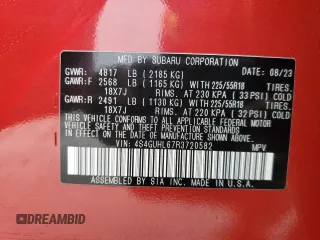 MFD. BY SUBARU CORPORATION 08/23
GVWR: 4817 LB (2185 KG)
GAWR:F 2568 LB (1165 KG) WITH 225/55R18 TIRES.
18X7J RIMS. AT 230 KPA (33 PSI) COLD
GAWR:R 2491 LB (1130 KG) WITH 225/55R18 TIRES.
18X7J RIMS. AT 220 KPA (32 PSI) COLD
THIS VEHICLE CONFORMS TO ALL APPLICABLE FEDERAL MOTOR
VEHICLE SAFETY, BUMPER, AND THEFT PREVENTION STANDARDS
IN EFFECT ON THE DATE OF MANUFACTURE SHOWN ABOVE.
VIN: 4S4GUHL67R3720582 MPV
ASSEMBLED BY SIA INC. MADE IN U.S.A.
DREAMBID